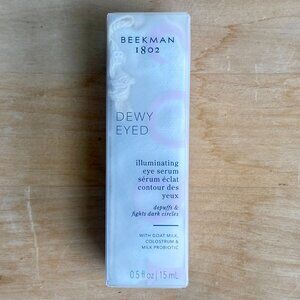 BEEKMAN
1802
DEWY
EYED
illuminating
eye serum
sérum éclat
contour des
yeux
depuffs &
fights dark circles
WITH GOAT MILK,
COLOSTRUM &
MILK PROBIOTIC
0.5 fl oz | 15 mL